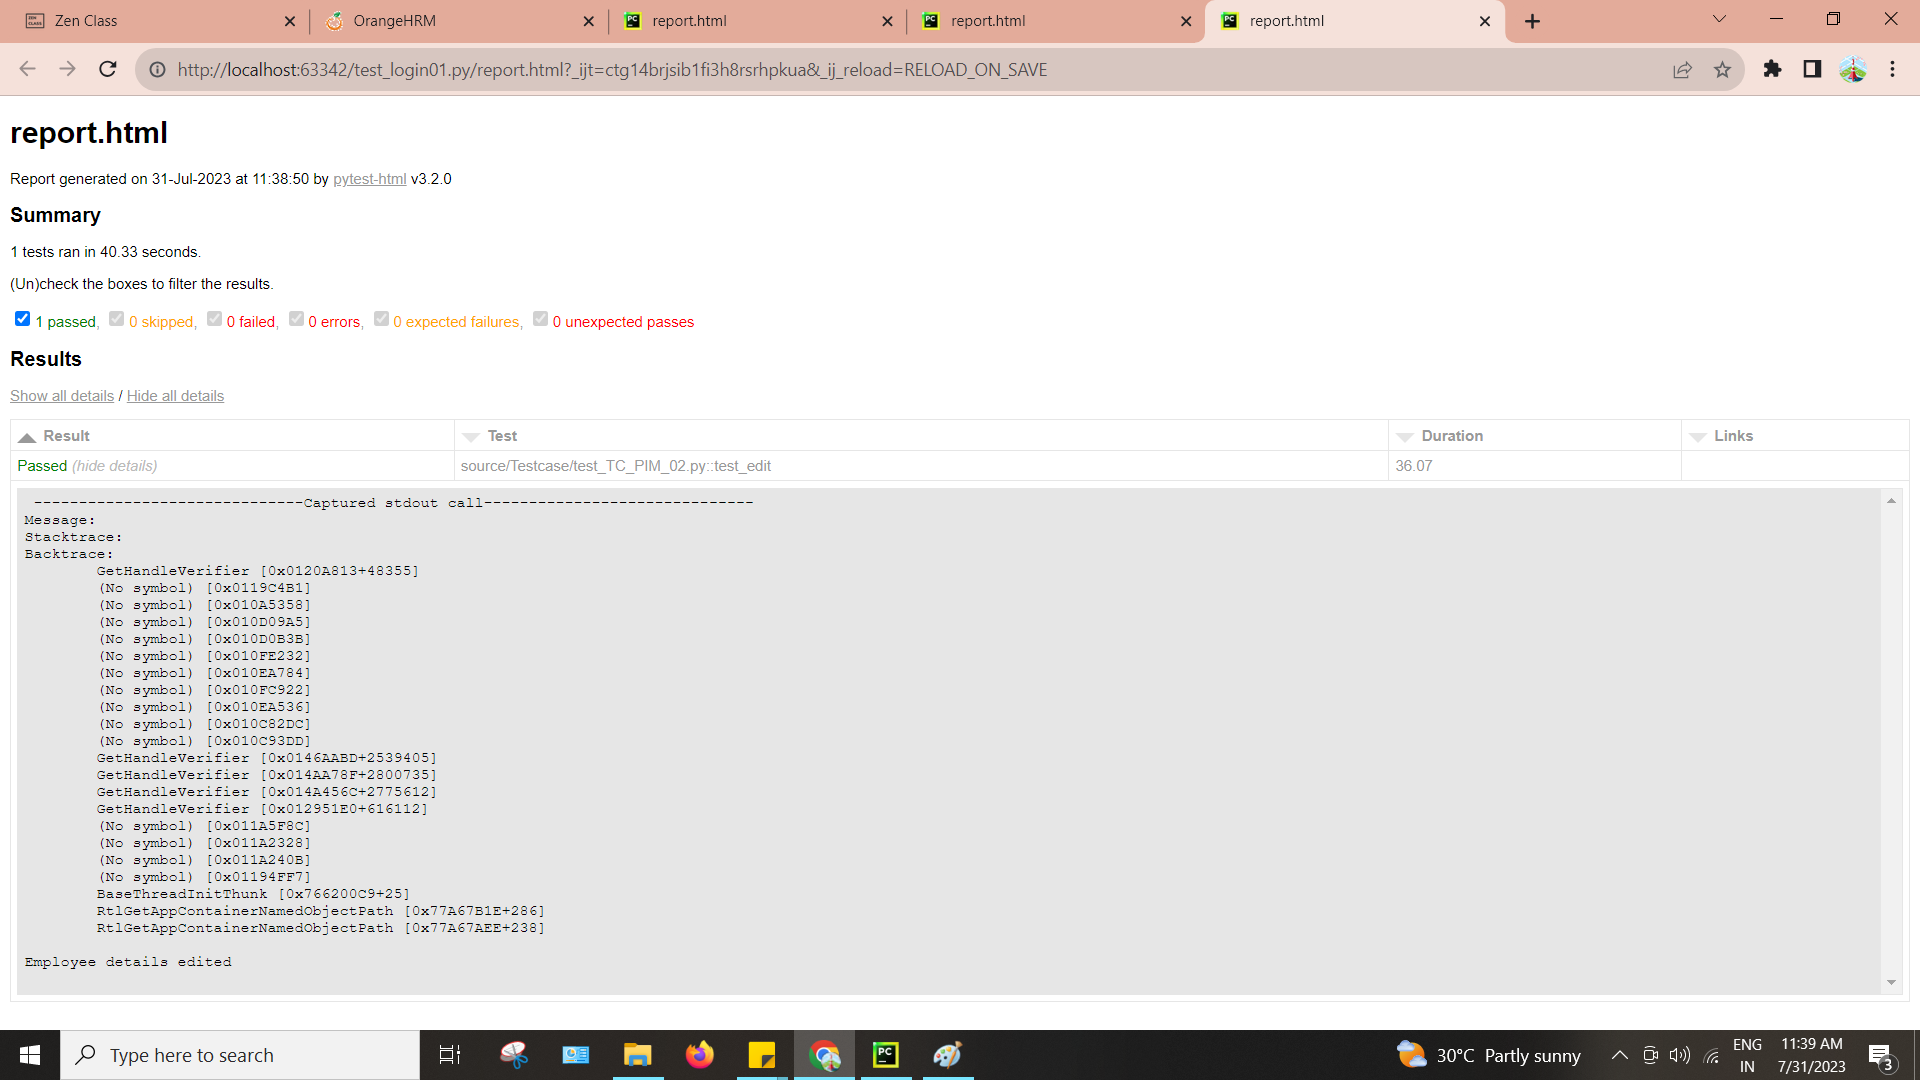 Zen Class
OrangeHRM
report.html
report.html
report.html
http://localhost:63342/test_login01.py/report.html?_ijt=ctg14brjsib1fi3h8rsrhpkua&_ij_reload=RELOAD_ON_SAVE
report.html
Report generated on 31-Jul-2023 at 11:38:50 by pytest-html v3.2.0
Summary
1 tests ran in 40.33 seconds.
(Un)check the boxes to filter the results.
1 passed, 0 skipped, 0 failed, 0 errors, 0 expected failures, 0 unexpected passes
Results
Show all details / Hide all details
Result Test Duration Links
Passed (hide details) source/Testcase/test_TC_PIM_02.py::test_edit 36.07
------------------------------Captured stdout call------------------------------
Message:
Stacktrace:
Backtrace:
GetHandleVerifier [0x0120A813+48355]
(No symbol) [0x0119C4B1]
(No symbol) [0x010A5358]
(No symbol) [0x010D09A5]
(No symbol) [0x010D0B3B]
(No symbol) [0x010FE232]
(No symbol) [0x010EA784]
(No symbol) [0x010FC922]
(No symbol) [0x010EA536]
(No symbol) [0x010C82DC]
(No symbol) [0x010C93DD]
GetHandleVerifier [0x0146AABD+2539405]
GetHandleVerifier [0x014AA78F+2800735]
GetHandleVerifier [0x014A456C+2775612]
GetHandleVerifier [0x012951E0+616112]
(No symbol) [0x011A5F8C]
(No symbol) [0x011A2328]
(No symbol) [0x011A240B]
(No symbol) [0x01194FF7]
BaseThreadInitThunk [0x766200C9+25]
RtlGetAppContainerNamedObjectPath [0x77A67B1E+286]
RtlGetAppContainerNamedObjectPath [0x77A67AEE+238]
Employee details edited
Type here to search
30°C Partly sunny
ENG
IN
11:39 AM
7/31/2023
3